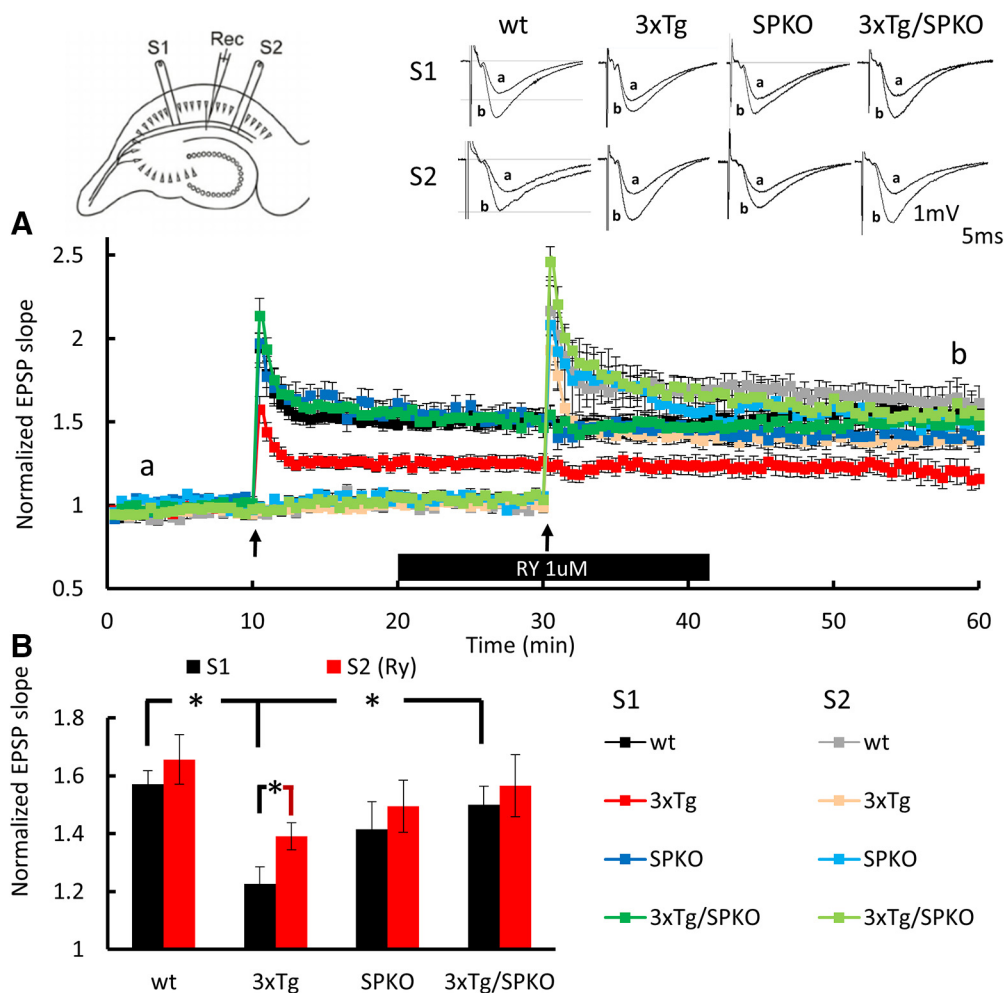 wt 3xTg SPKO 3xTg/SPKO
S1 Rec S2
S1 a b a b a b a b
S2 a b a b a b a b
1mV
5ms
A
Normalized EPSP slope
2.5
2
1.5
1
0.5
a
b
RY 1uM
0 10 20 30 40 50 60
Time (min)
B
S1 S2 (Ry)
Normalized EPSP slope
1.8
1.6
1.4
1.2
1
* *
*
wt 3xTg SPKO 3xTg/SPKO
S1 S2
wt wt
3xTg 3xTg
SPKO SPKO
3xTg/SPKO 3xTg/SPKO